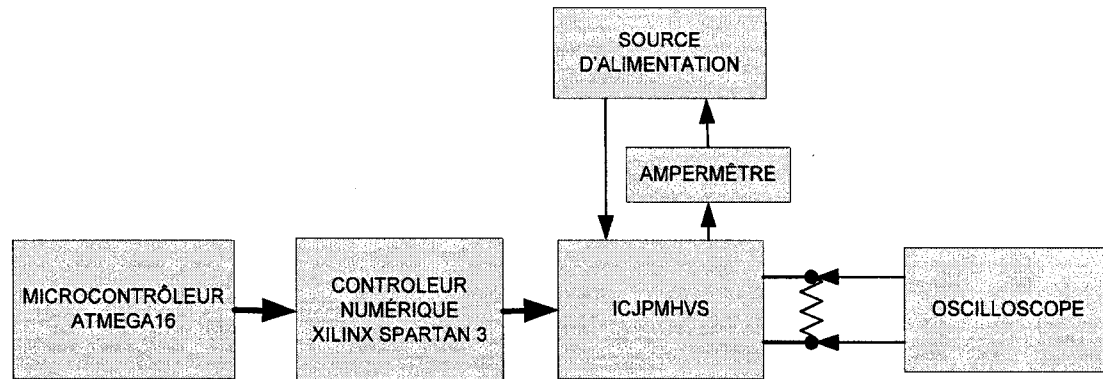 SOURCE
D'ALIMENTATION
AMPERMÊTRE
MICROCONTRÔLEUR
ATMEGA16
CONTROLEUR
NUMÉRIQUE
XILINX SPARTAN 3
ICJPMHVS
OSCILLOSCOPE